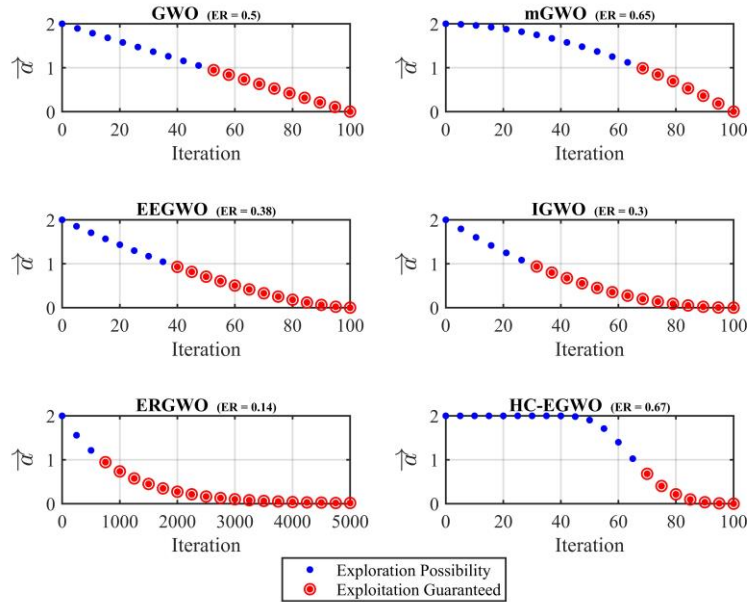 GWO (ER = 0.5)
2
1
0
a
0 20 40 60 80 100
Iteration
mGWO (ER = 0.65)
2
1
0
a
0 20 40 60 80 100
Iteration
EEGWO (ER = 0.38)
2
1
0
a
0 20 40 60 80 100
Iteration
IGWO (ER = 0.3)
2
1
0
a
0 20 40 60 80 100
Iteration
ERGWO (ER = 0.14)
2
1
0
a
0 1000 2000 3000 4000 5000
Iteration
HC-EGWO (ER = 0.67)
2
1
0
a
0 20 40 60 80 100
Iteration
Exploration Possibility
Exploitation Guaranteed